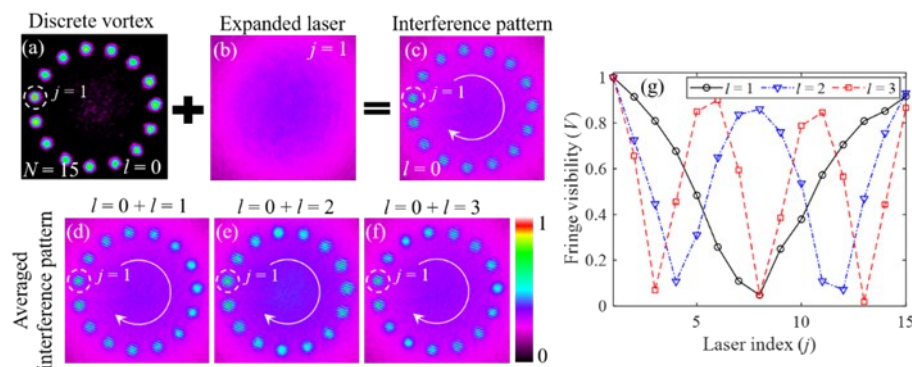 Discrete vortex
Expanded laser
Interference pattern
(a)
j = 1
N = 15
l = 0
(b)
j = 1
(c)
j = 1
l = 0
l = 0 + l = 1
l = 0 + l = 2
l = 0 + l = 3
Averaged
interference pattern
(d)
j = 1
(e)
j = 1
(f)
j = 1
1
0
(g)
l = 1
l = 2
l = 3
Fringe visibility (V)
1
0.8
0.6
0.4
0.2
0
5
10
15
Laser index (j)